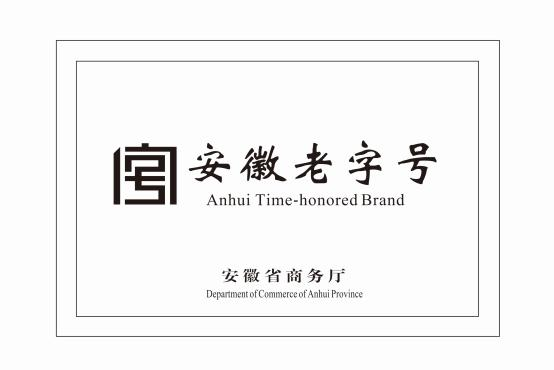 安徽老字号
Anhui Time-honored Brand
安徽省商务厅
Department of Commerce of Anhui Province